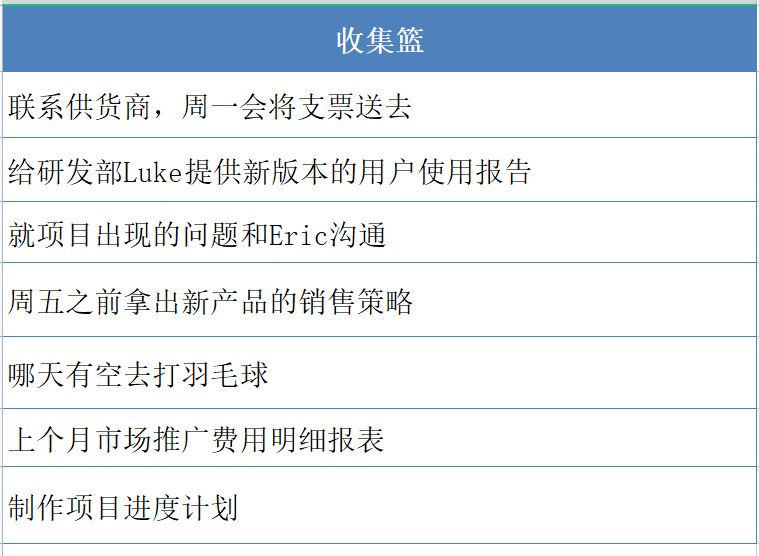 收集篮
联系供货商，周一会将支票送去
给研发部Luke提供新版本的用户使用报告
就项目出现的问题和Eric沟通
周五之前拿出新产品的销售策略
哪天有空去打羽毛球
上个月市场推广费用明细报表
制作项目进度计划